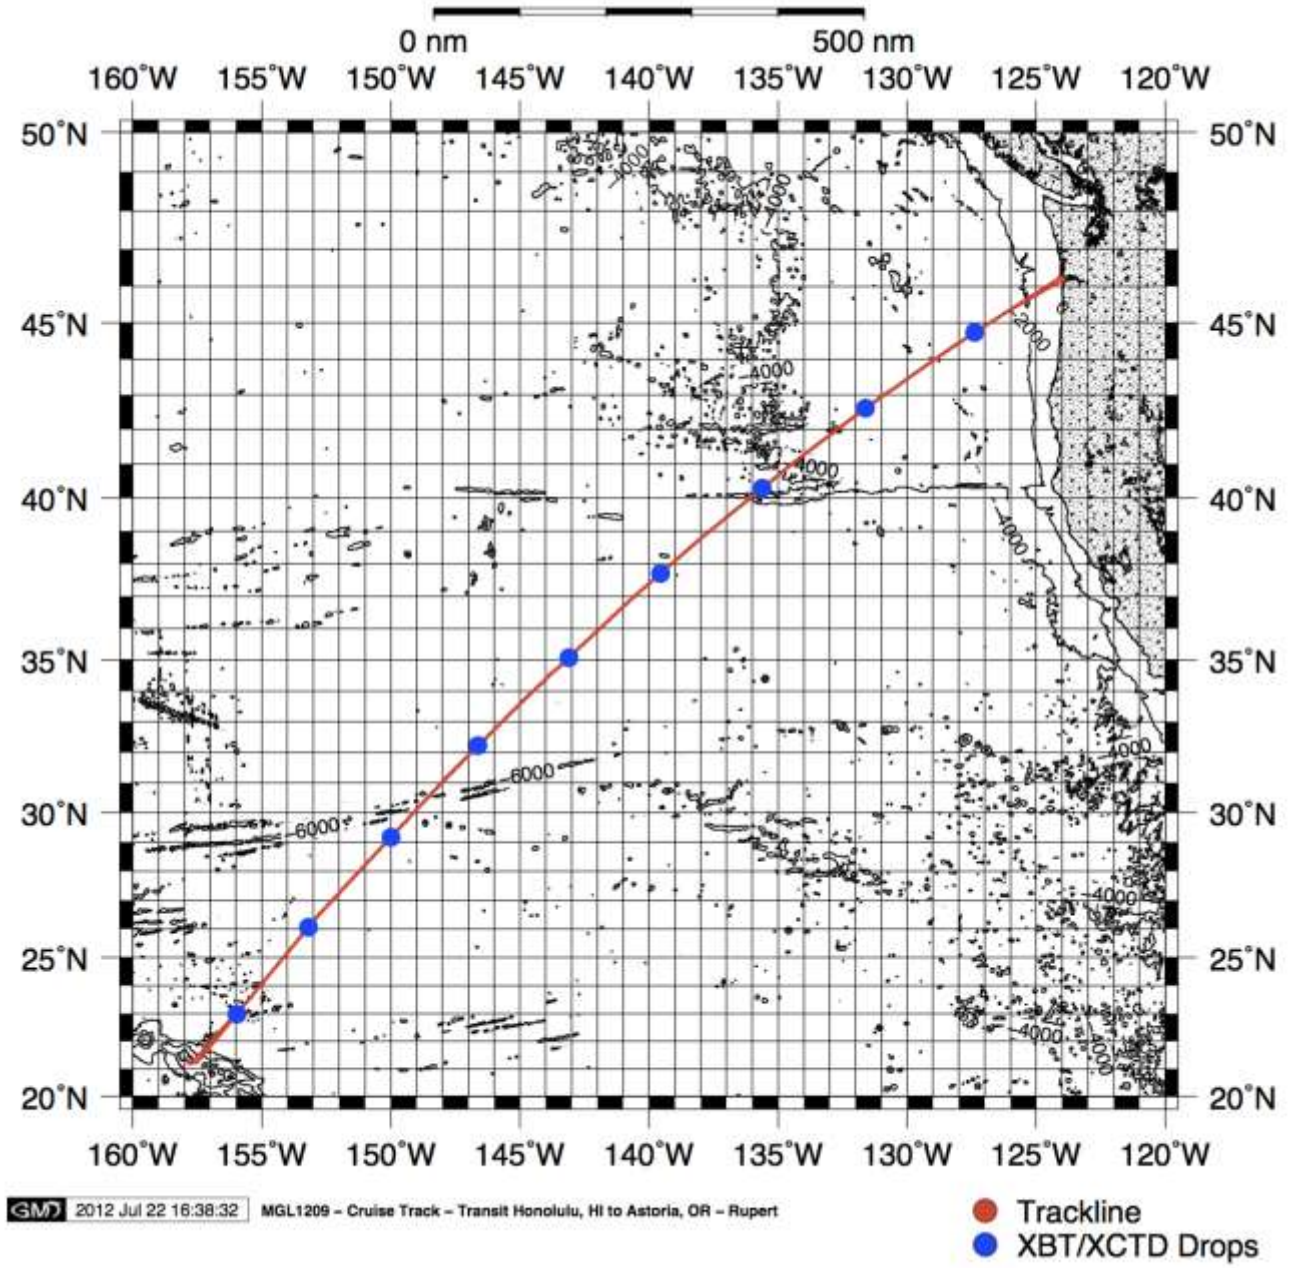 0 nm 500 nm
160°W 155°W 150°W 145°W 140°W 135°W 130°W 125°W 120°W
50°N 50°N
-4000
-4000
45°N 45°N
-2000
-4000
-4000
40°N 40°N
-4000
35°N 35°N
-4000
-6000
30°N 30°N
-6000
-4000
25°N 25°N
-4000
-4000
20°N 20°N
160°W 155°W 150°W 145°W 140°W 135°W 130°W 125°W 120°W
GMD 2012 Jul 22 16:38:32 MGL1209 – Cruise Track – Transit Honolulu, HI to Astoria, OR – Rupert
Trackline
XBT/XCTD Drops